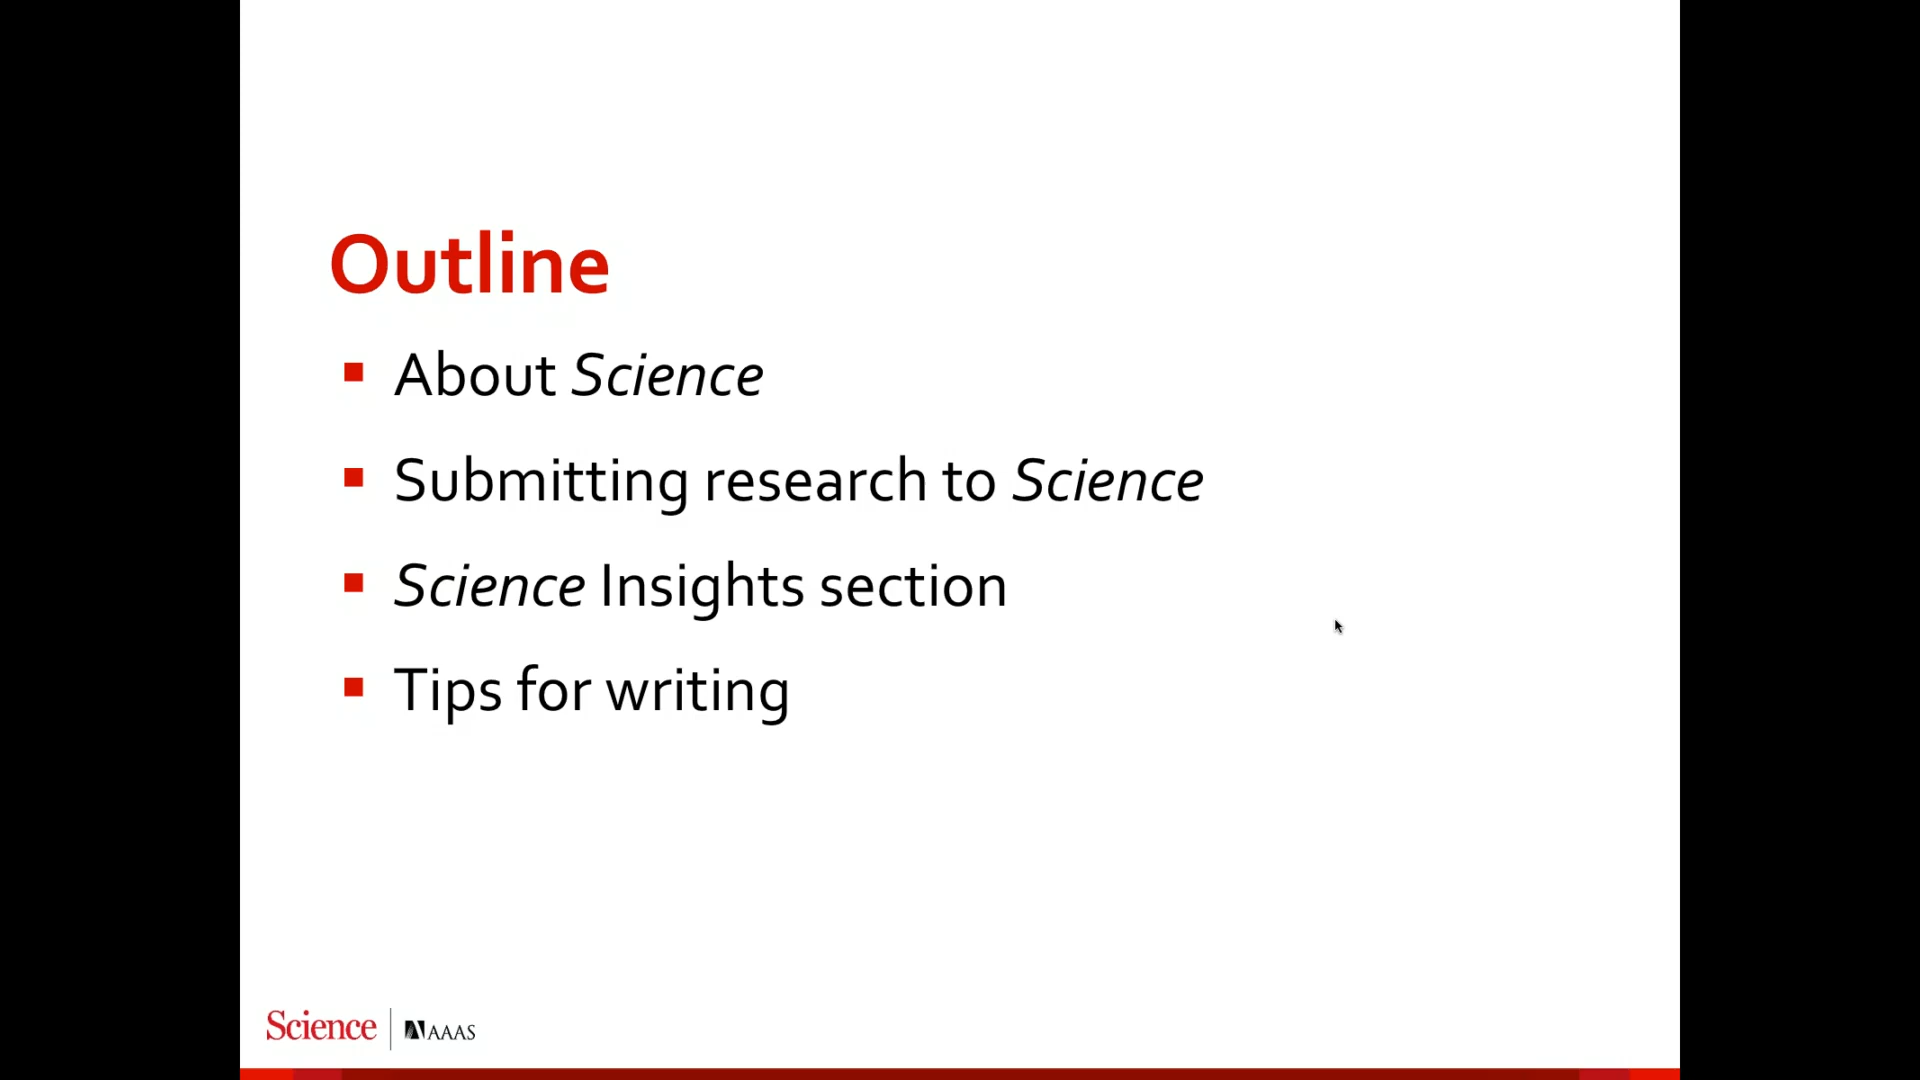 Outline
About Science
Submitting research to Science
Science Insights section
Tips for writing
Science AAAS